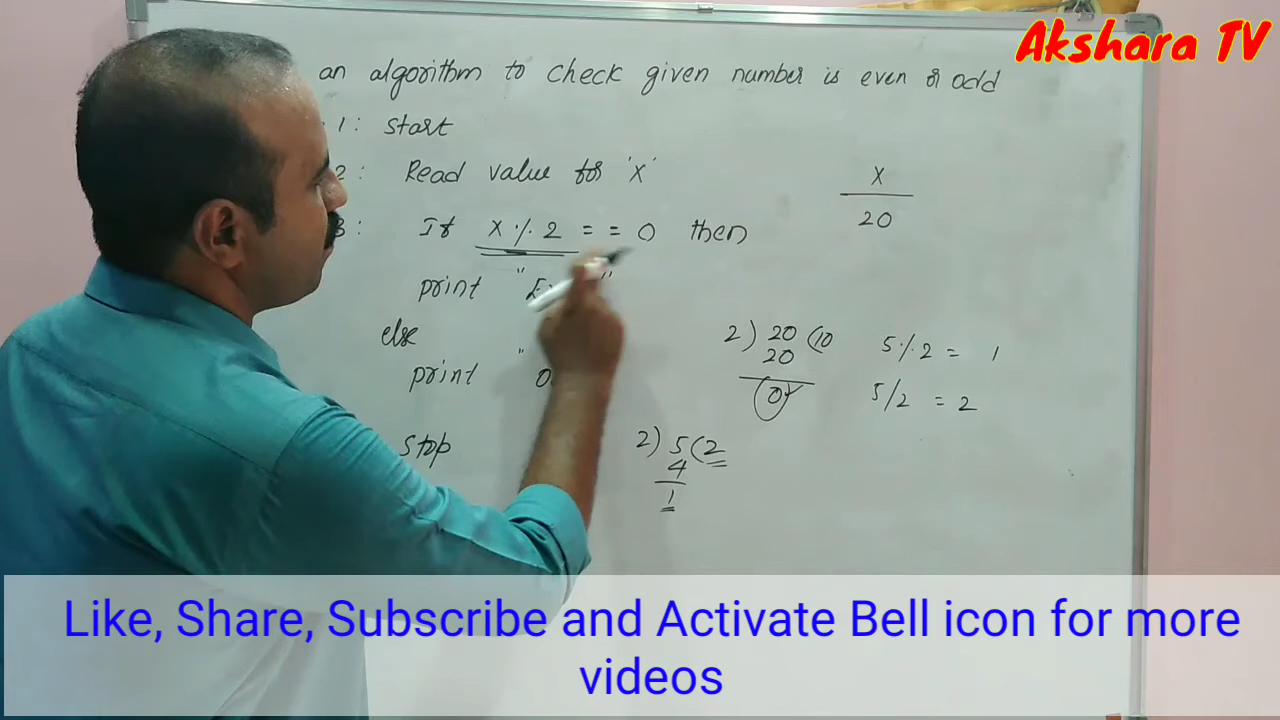 Akshara TV
an algorithm to check given number is even or odd
1: Start
2: Read value for 'X'
3: If X % 2 == 0 then
print "
else
print "
Stop
X
20
2) 20 (10
20
0
5 % 2 = 1
5/2 = 2
2) 5 (2
4
1
Like, Share, Subscribe and Activate Bell icon for more
videos